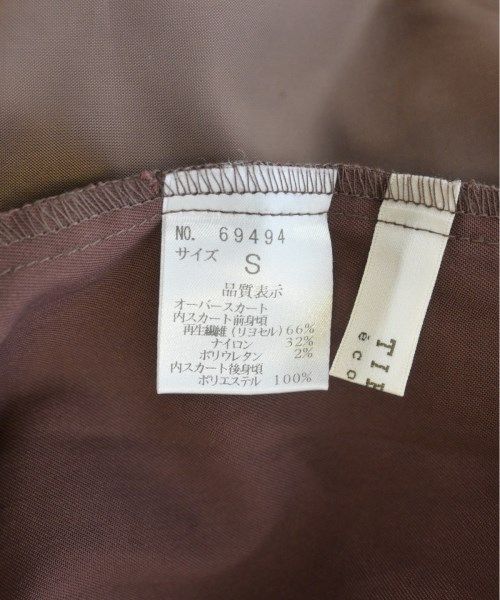 NO. 69494
サイズ S
品質表示
オーバースカート
内スカート前身頃
再生繊維(リヨセル)66%
ナイロン 32%
ポリウレタン 2%
内スカート後身頃
ポリエステル 100%
éco